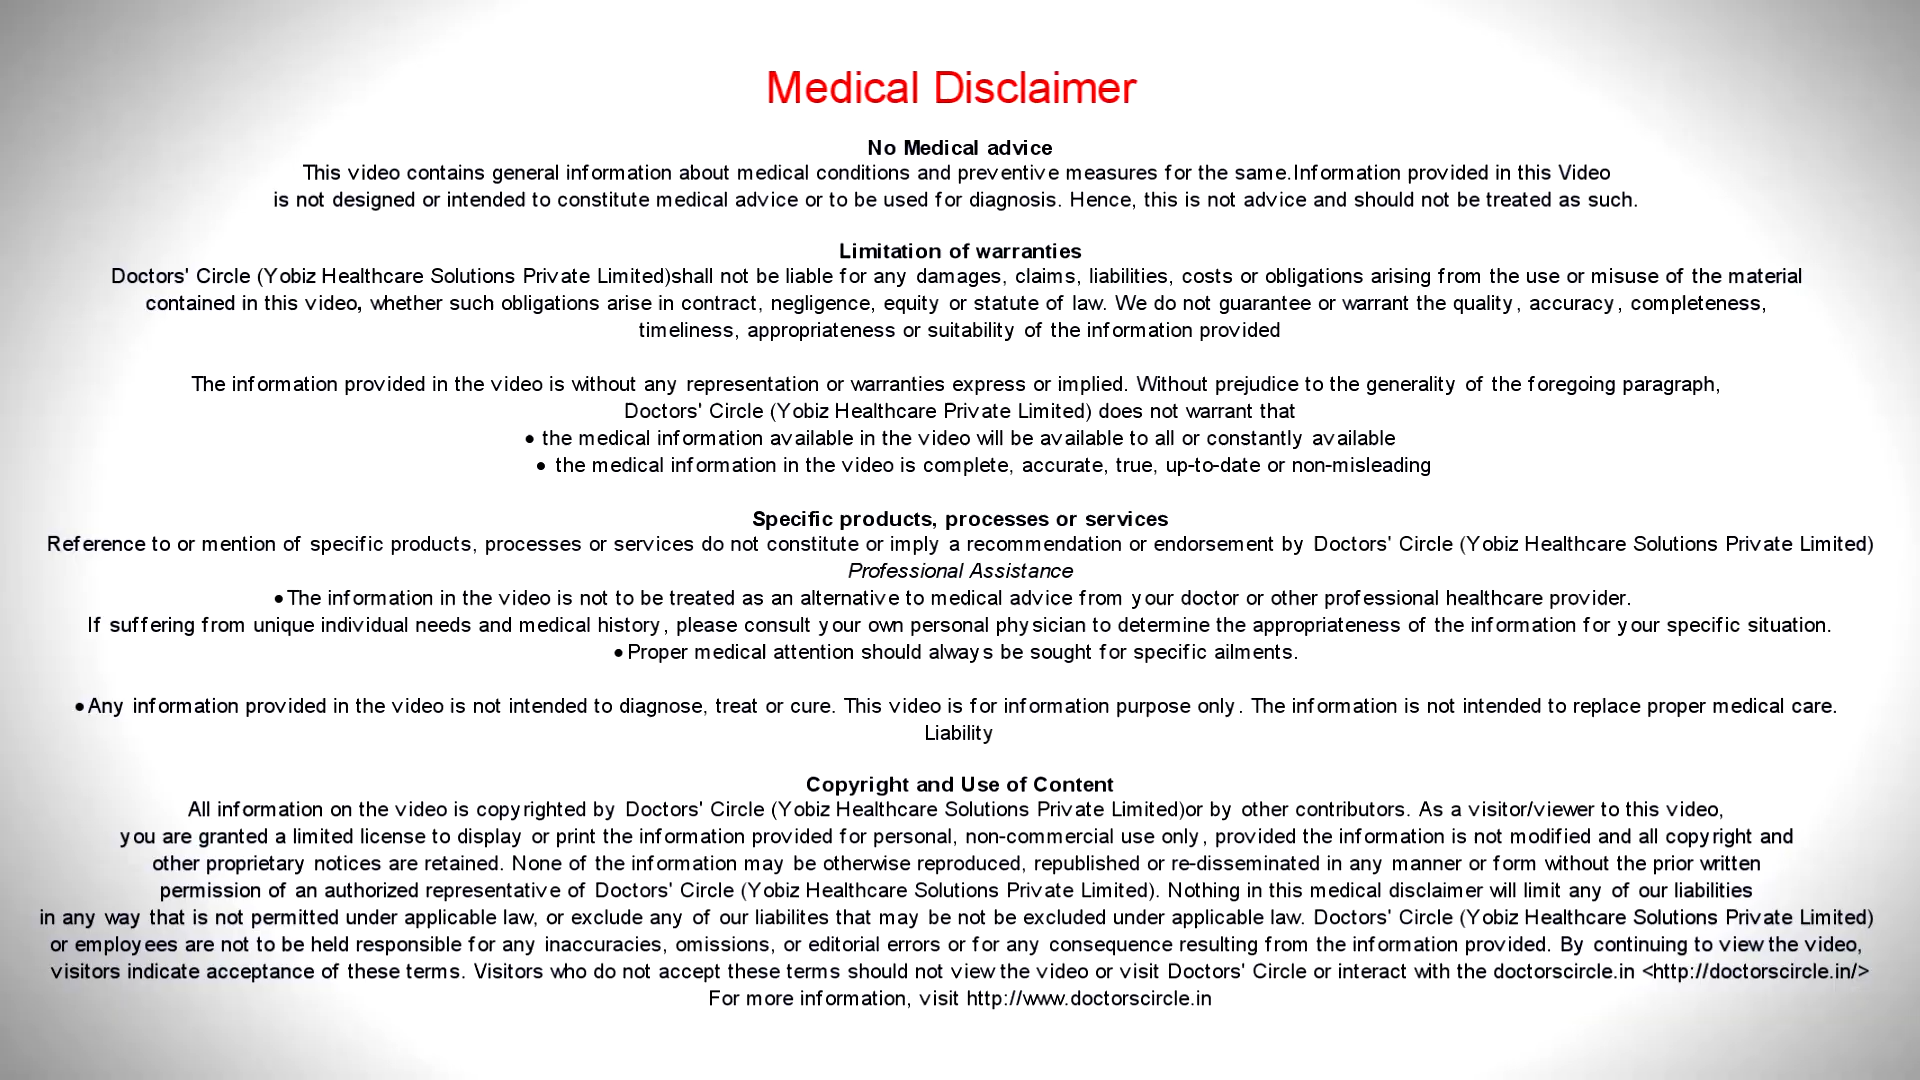 Medical Disclaimer
No Medical advice
This video contains general information about medical conditions and preventive measures for the same.Information provided in this Video
is not designed or intended to constitute medical advice or to be used for diagnosis. Hence, this is not advice and should not be treated as such.
Limitation of warranties
Doctors' Circle (Yobiz Healthcare Solutions Private Limited)shall not be liable for any damages, claims, liabilities, costs or obligations arising from the use or misuse of the material
contained in this video, whether such obligations arise in contract, negligence, equity or statute of law. We do not guarantee or warrant the quality, accuracy, completeness,
timeliness, appropriateness or suitability of the information provided
The information provided in the video is without any representation or warranties express or implied. Without prejudice to the generality of the foregoing paragraph,
Doctors' Circle (Yobiz Healthcare Private Limited) does not warrant that
• the medical information available in the video will be available to all or constantly available
• the medical information in the video is complete, accurate, true, up-to-date or non-misleading
Specific products, processes or services
Reference to or mention of specific products, processes or services do not constitute or imply a recommendation or endorsement by Doctors' Circle (Yobiz Healthcare Solutions Private Limited)
Professional Assistance
•The information in the video is not to be treated as an alternative to medical advice from your doctor or other professional healthcare provider.
If suffering from unique individual needs and medical history, please consult your own personal physician to determine the appropriateness of the information for your specific situation.
•Proper medical attention should always be sought for specific ailments.
•Any information provided in the video is not intended to diagnose, treat or cure. This video is for information purpose only. The information is not intended to replace proper medical care.
Liability
Copyright and Use of Content
All information on the video is copyrighted by Doctors' Circle (Yobiz Healthcare Solutions Private Limited)or by other contributors. As a visitor/viewer to this video,
you are granted a limited license to display or print the information provided for personal, non-commercial use only, provided the information is not modified and all copyright and
other proprietary notices are retained. None of the information may be otherwise reproduced, republished or re-disseminated in any manner or form without the prior written
permission of an authorized representative of Doctors' Circle (Yobiz Healthcare Solutions Private Limited). Nothing in this medical disclaimer will limit any of our liabilities
in any way that is not permitted under applicable law, or exclude any of our liabilites that may be not be excluded under applicable law. Doctors' Circle (Yobiz Healthcare Solutions Private Limited)
or employees are not to be held responsible for any inaccuracies, omissions, or editorial errors or for any consequence resulting from the information provided. By continuing to view the video,
visitors indicate acceptance of these terms. Visitors who do not accept these terms should not view the video or visit Doctors' Circle or interact with the doctorscircle.in <http://doctorscircle.in/>
For more information, visit http://www.doctorscircle.in